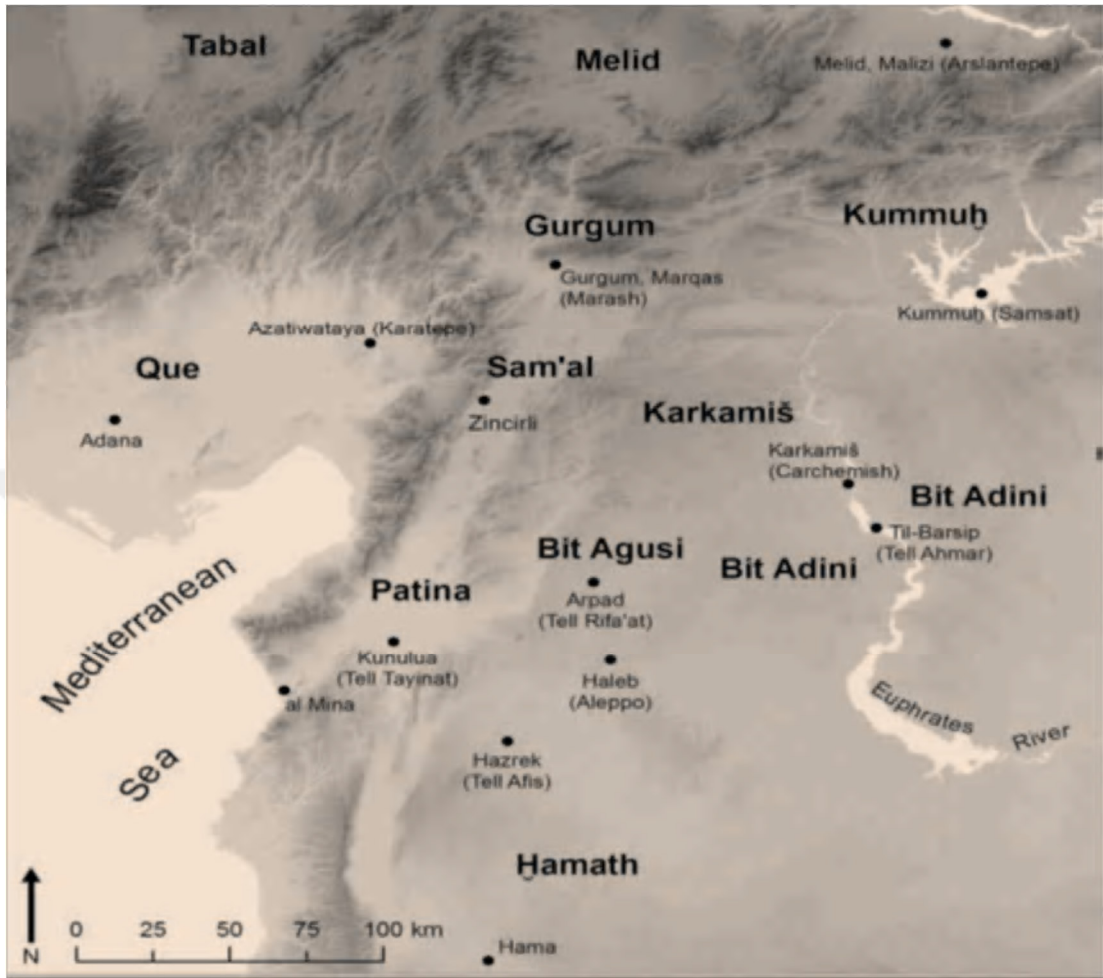 Tabal
Melid
Melid, Malizi (Arslantepe)
Gurgum
Kummuḫ
Gurgum, Marqas
(Marash)
Kummuḫ (Samsat)
Azatiwataya (Karatepe)
Que
Sam'al
Adana
Zincirli
Karkamiš
Karkamiš
(Carchemish)
Bit Adini
Til-Barsip
(Tell Ahmar)
Bit Agusi
Bit Adini
Arpad
(Tell Rifa'at)
Patina
Kunulua
(Tell Tayinat)
Haleb
(Aleppo)
al Mina
Mediterranean
Sea
Euphrates
River
Hazrek
(Tell Afis)
Ḫamath
0 25 50 75 100 km
N
Hama